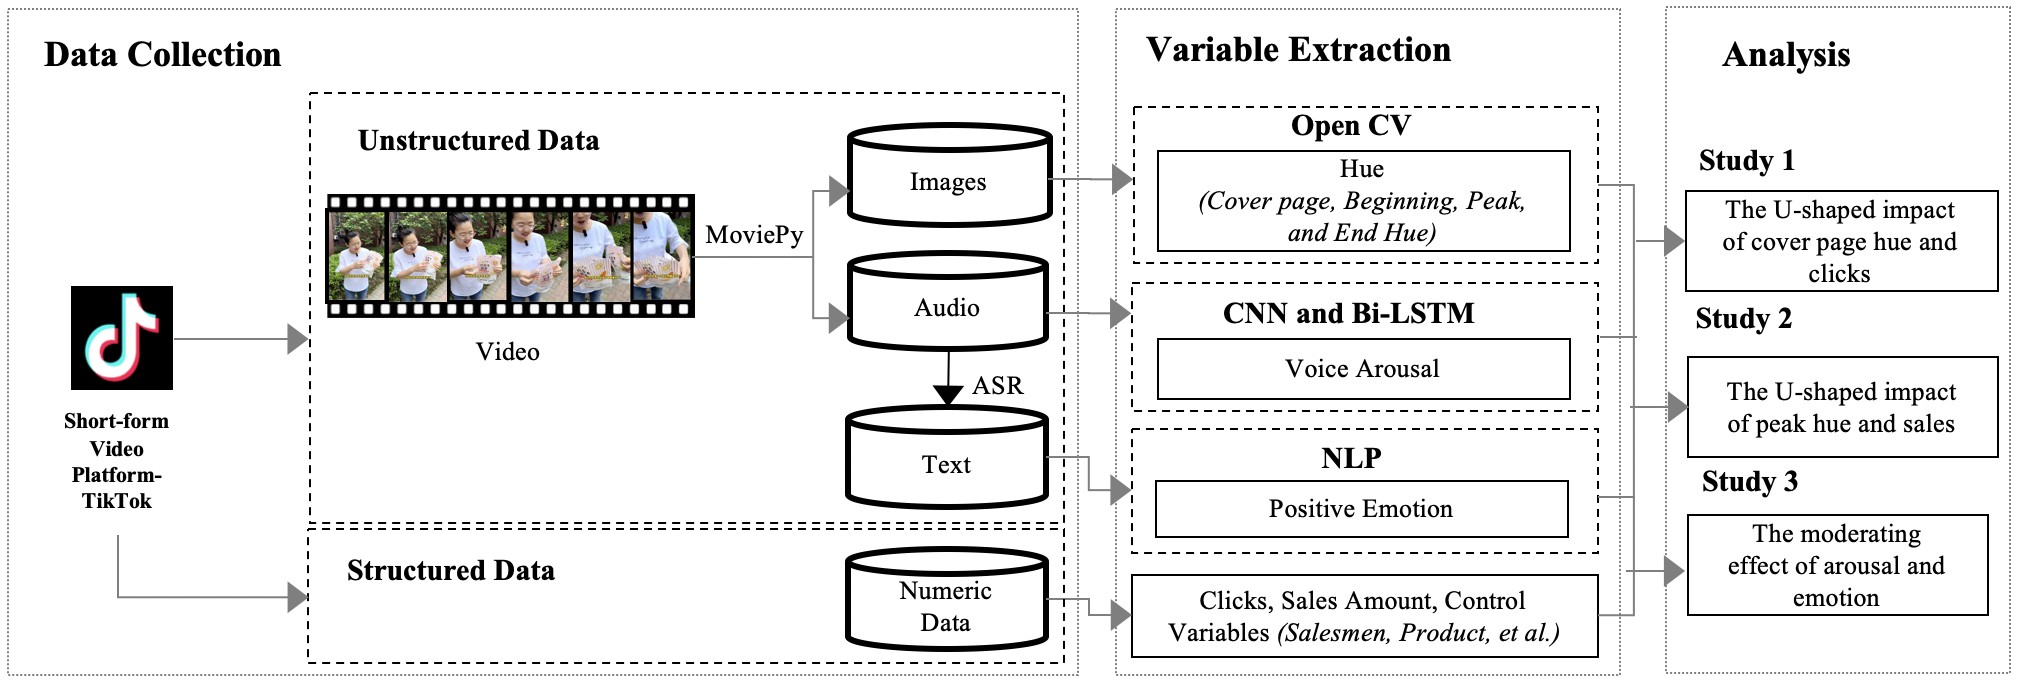 Data Collection
Unstructured Data
Video
MoviePy
Images
Audio
ASR
Text
Short-form
Video
Platform-
TikTok
Structured Data
Numeric
Data
Variable Extraction
Open CV
Hue
(Cover page, Beginning, Peak,
and End Hue)
CNN and Bi-LSTM
Voice Arousal
NLP
Positive Emotion
Clicks, Sales Amount, Control
Variables (Salesmen, Product, et al.)
Analysis
Study 1
The U-shaped impact
of cover page hue and
clicks
Study 2
The U-shaped impact
of peak hue and sales
Study 3
The moderating
effect of arousal and
emotion